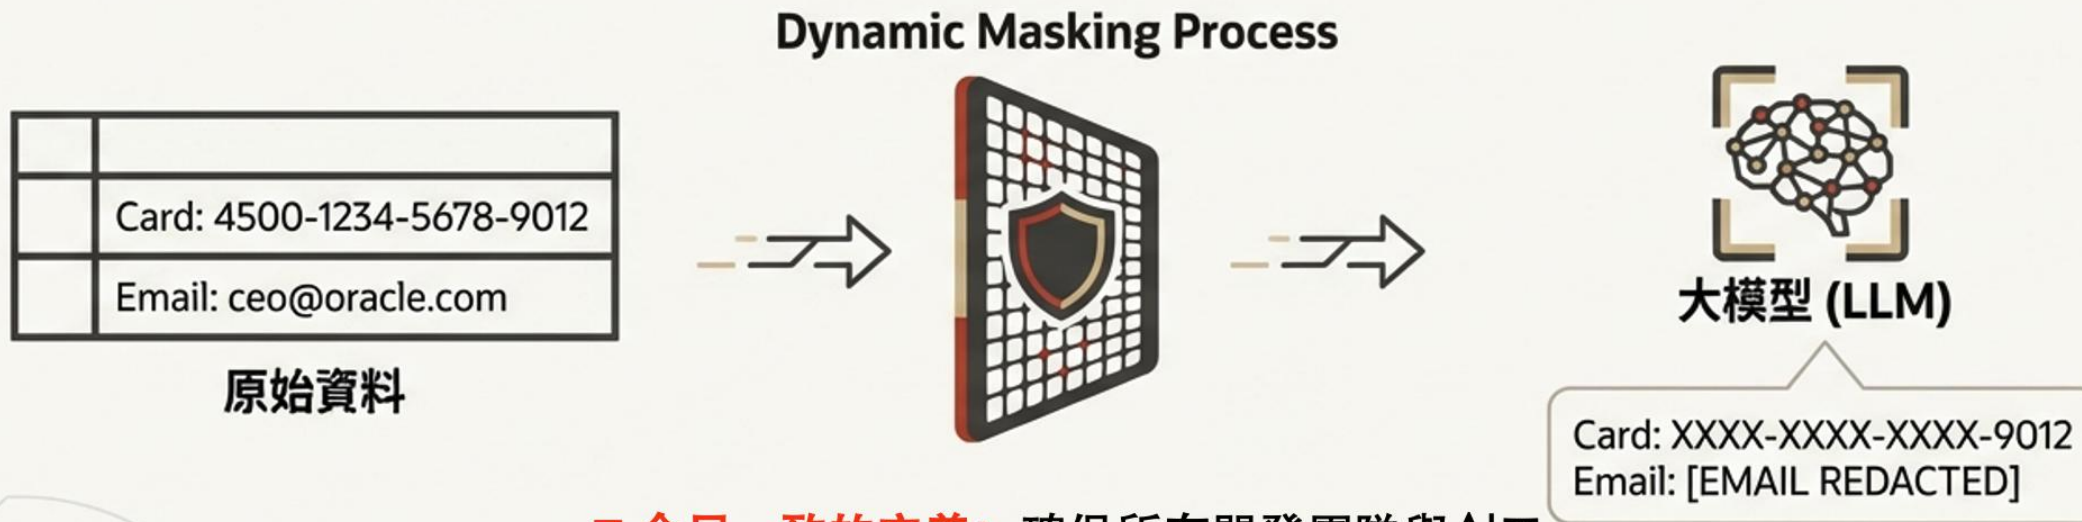 Dynamic Masking Process
Card: 4500-1234-5678-9012
Email: ceo@oracle.com
原始資料
大模型 (LLM)
Card: XXXX-XXXX-XXXX-9012
Email: [EMAIL REDACTED]